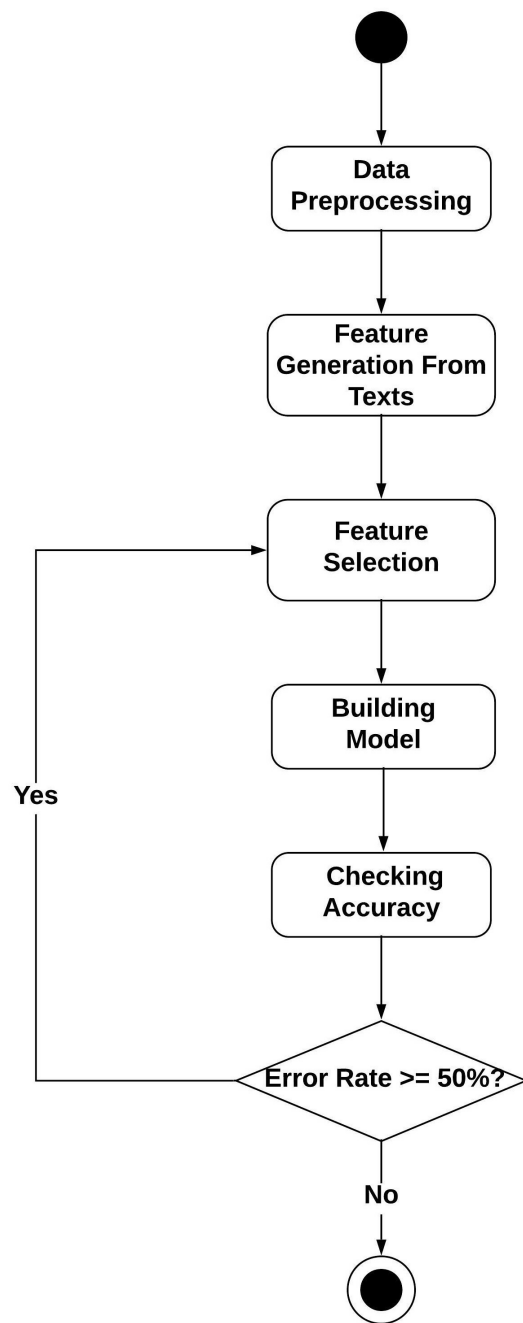 Data
Preprocessing
Feature
Generation From
Texts
Feature
Selection
Building
Model
Yes
Checking
Accuracy
Error Rate >= 50%?
No